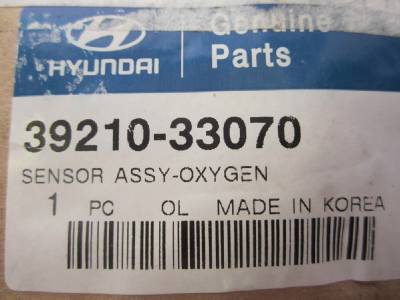 Genuine
HYUNDAI Parts
39210-33070
SENSOR ASSY-OXYGEN
1 PC OL MADE IN KOREA